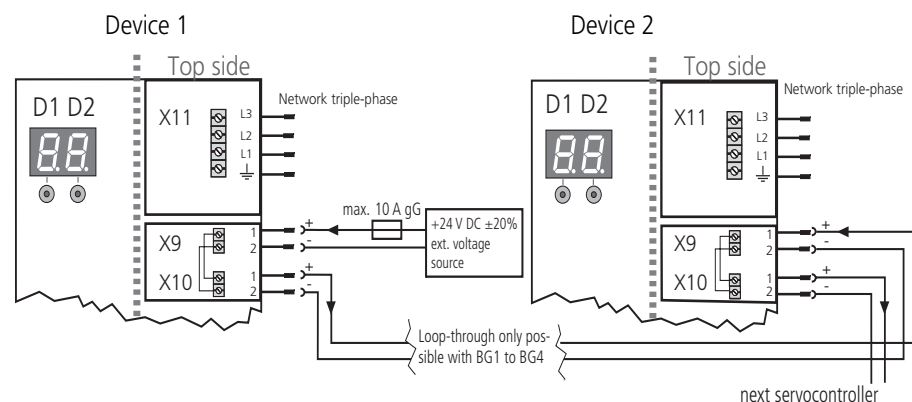 Device 1
Device 2
Top side
Top side
D1 D2
D1 D2
X11
X11
L3
L2
L1
L3
L2
L1
Network triple-phase
Network triple-phase
88
88
max. 10 A gG
+24 V DC ±20%
ext. voltage
source
X9
1
2
+
-
X10
1
2
+
-
X9
1
2
+
-
X10
1
2
+
-
Loop-through only pos-
sible with BG1 to BG4
next servocontroller